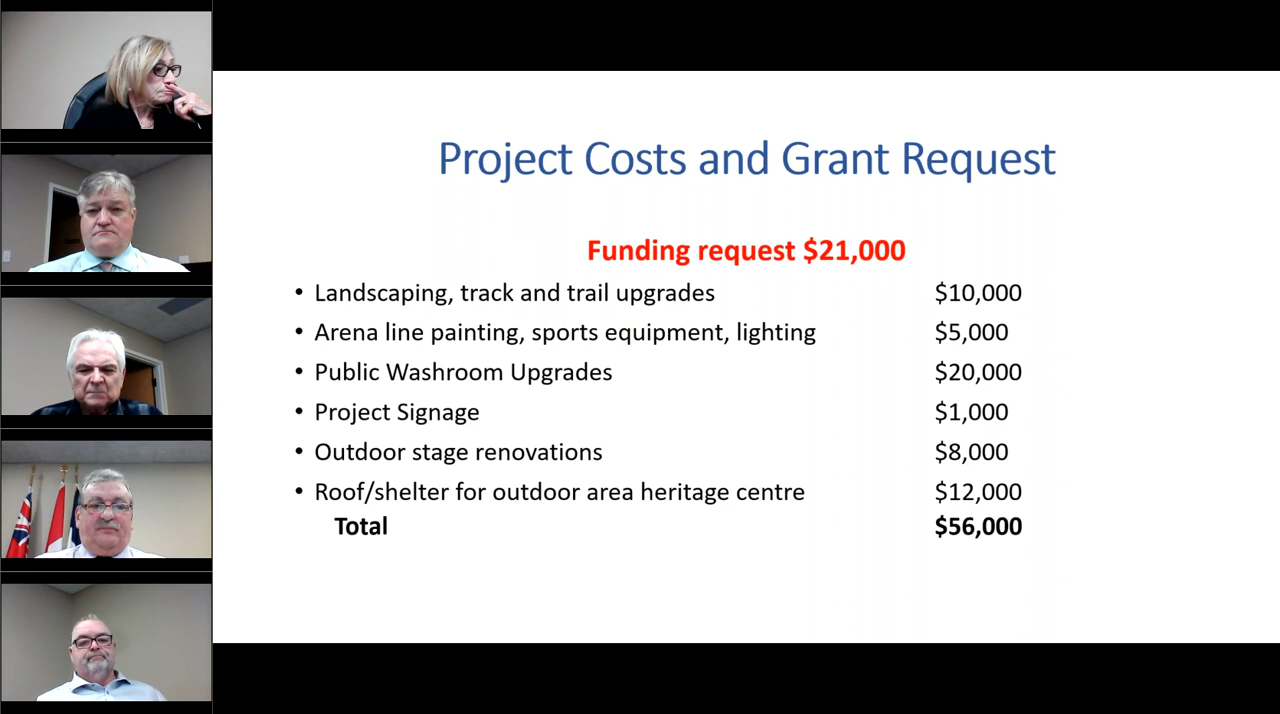 Project Costs and Grant Request
Funding request $21,000
• Landscaping, track and trail upgrades $10,000
• Arena line painting, sports equipment, lighting $5,000
• Public Washroom Upgrades $20,000
• Project Signage $1,000
• Outdoor stage renovations $8,000
• Roof/shelter for outdoor area heritage centre $12,000
Total $56,000